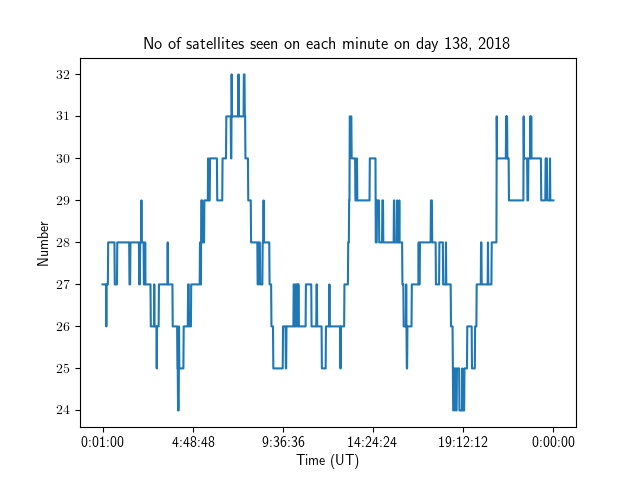 No of satellites seen on each minute on day 138, 2018
32
31
30
29
28
27
26
25
24
Number
0:01:00 4:48:48 9:36:36 14:24:24 19:12:12 0:00:00
Time (UT)